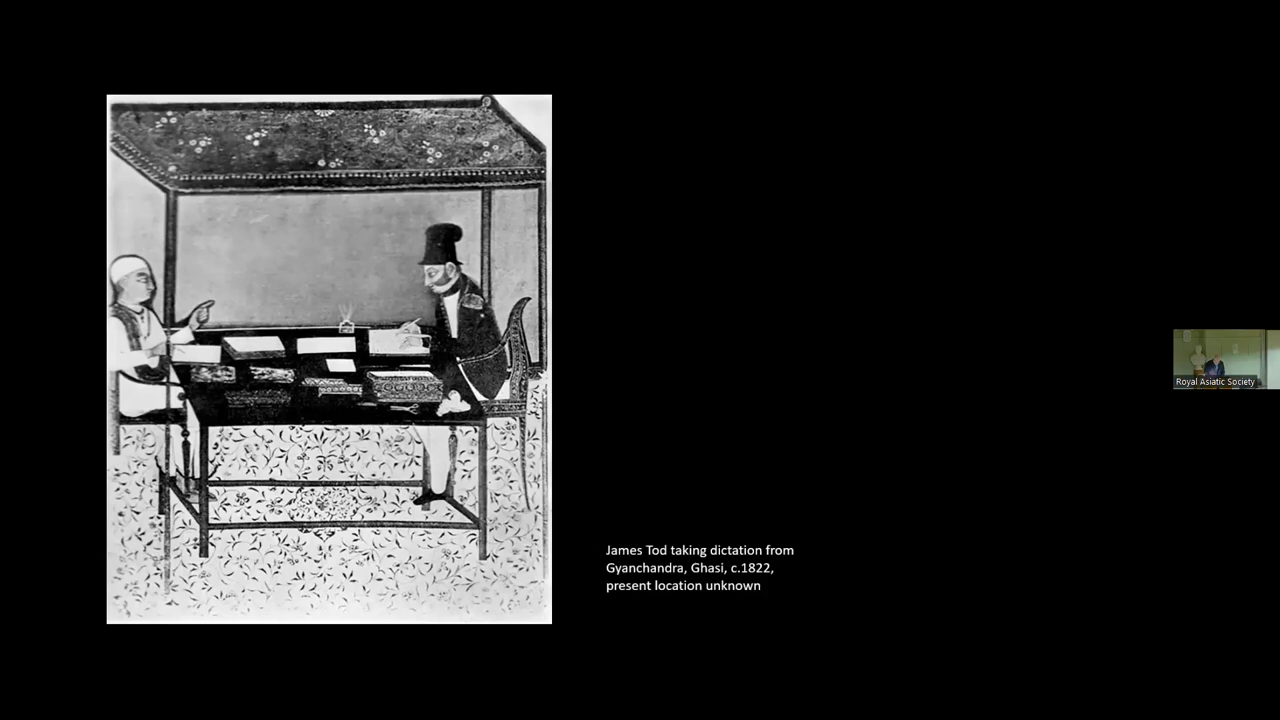 James Tod taking dictation from
Gyanchandra, Ghasi, c.1822,
present location unknown
Royal Asiatic Society